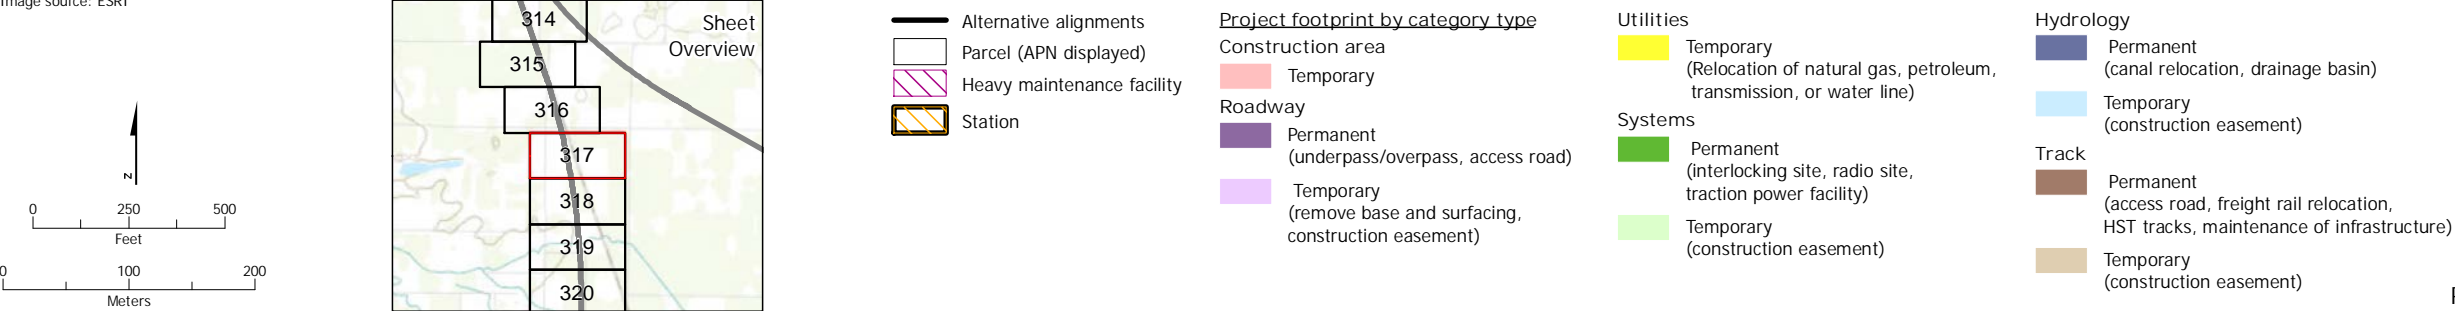 Image source: ESRI
N
0 250 500
Feet
0 100 200
Meters
Sheet
Overview
314
315
316
317
318
319
320
Alternative alignments
Parcel (APN displayed)
Heavy maintenance facility
Station
Project footprint by category type
Construction area
Temporary
Roadway
Permanent
(underpass/overpass, access road)
Temporary
(remove base and surfacing,
construction easement)
Utilities
Temporary
(Relocation of natural gas, petroleum,
transmission, or water line)
Systems
Permanent
(interlocking site, radio site,
traction power facility)
Temporary
(construction easement)
Hydrology
Permanent
(canal relocation, drainage basin)
Temporary
(construction easement)
Track
Permanent
(access road, freight rail relocation,
HST tracks, maintenance of infrastructure)
Temporary
(construction easement)